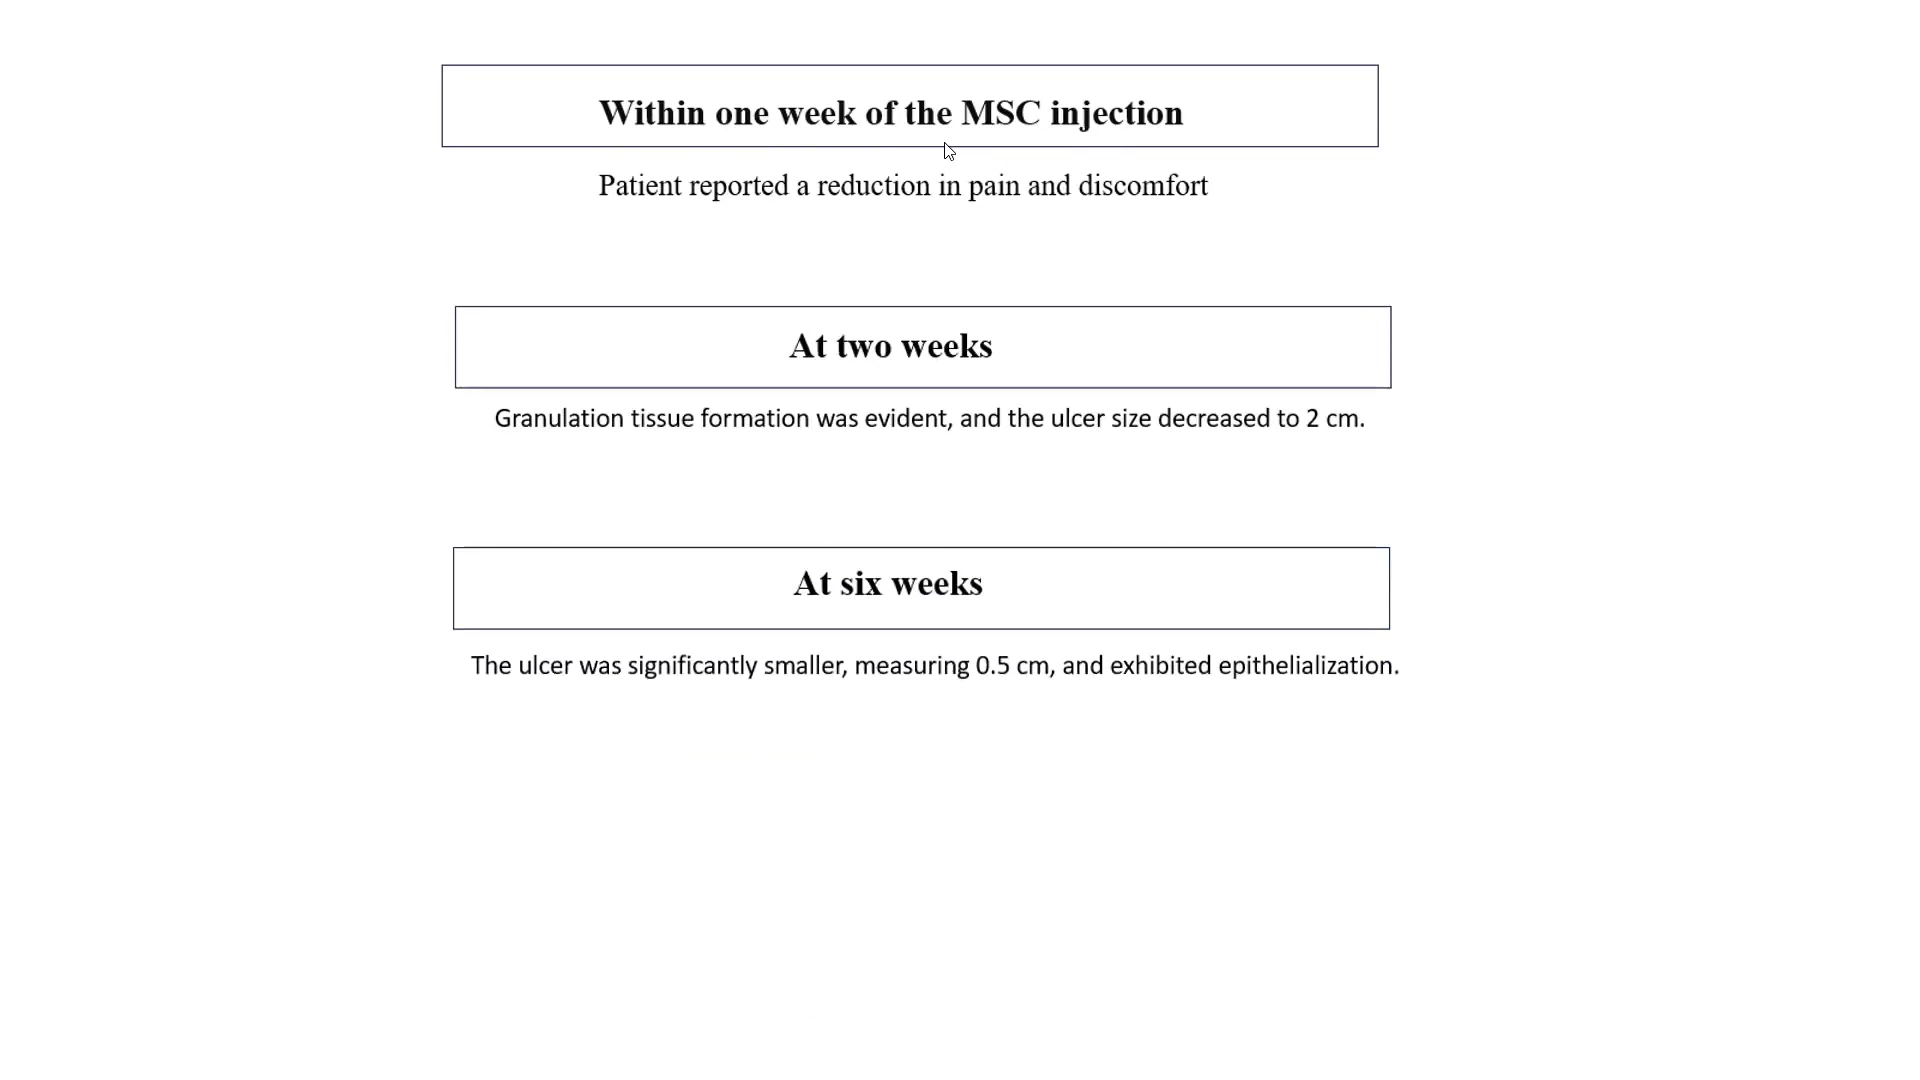 Within one week of the MSC injection
Patient reported a reduction in pain and discomfort
At two weeks
Granulation tissue formation was evident, and the ulcer size decreased to 2 cm.
At six weeks
The ulcer was significantly smaller, measuring 0.5 cm, and exhibited epithelialization.